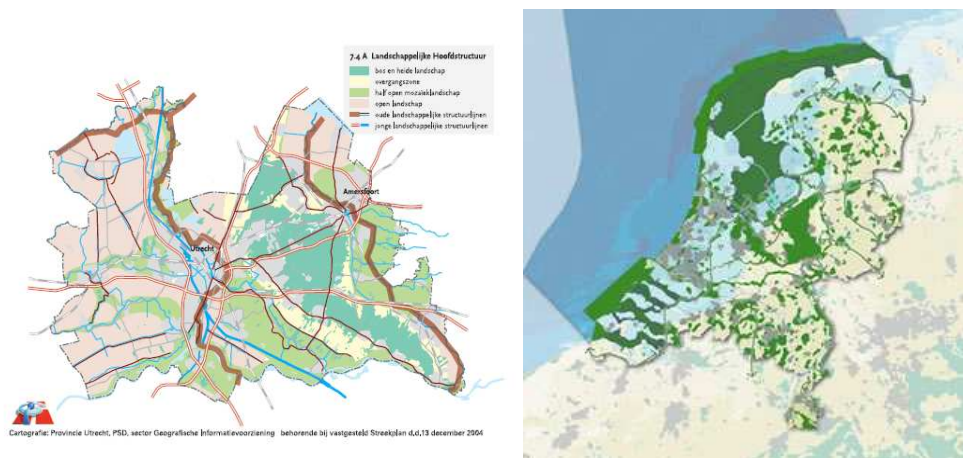 7.4 A Landschappelijke Hoofdstructuur
bos en heide landschap
overgangszone
half open mozaieklandschap
open landschap
oude landschappelijke structuurlijnen
jonge landschappelijke structuurlijnen
Amersfoort
Utrecht
Cartografie: Provincie Utrecht, PSD, sector Geografische Informatievoorziening behorende bij vastgesteld Streekplan d.d.13 december 2004